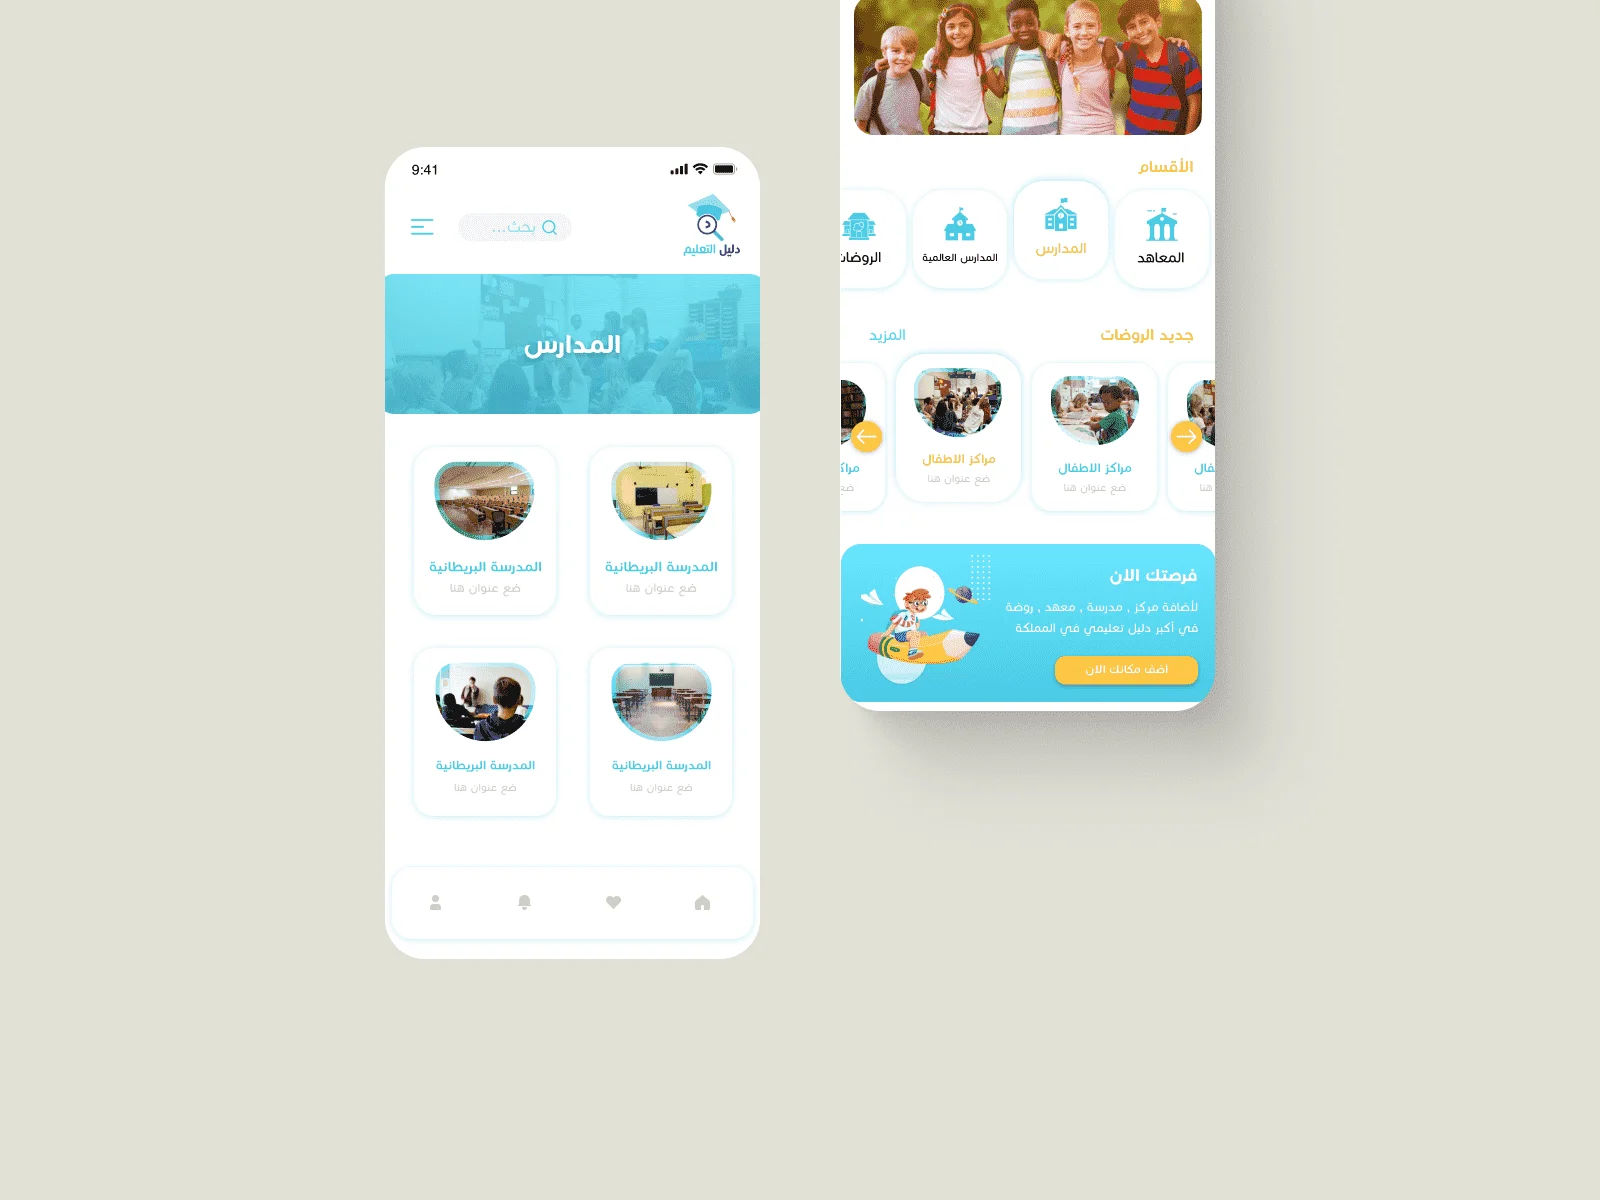 9:41
بحث...
دليل التعليم
المدارس
المدرسة البريطانية
ضع عنوان هنا
المدرسة البريطانية
ضع عنوان هنا
المدرسة البريطانية
ضع عنوان هنا
المدرسة البريطانية
ضع عنوان هنا
الأقسام
المعاهد
المدارس
المدارس العالمية
جديد الروضات
المزيد
مراكز الاطفال
ضع عنوان هنا
مراكز الاطفال
ضع عنوان هنا
فرصتك الان
لأضافة مركز , مدرسة , معهد , روضة
في أكبر دليل تعليمي في المملكة
اضف مكانك الان